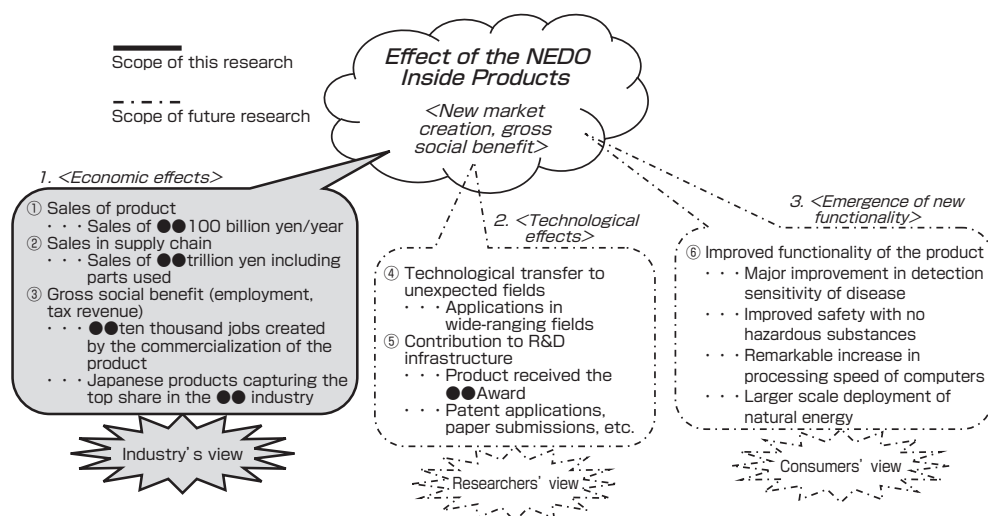 Scope of this research
Scope of future research
Effect of the NEDO
Inside Products
<New market
creation, gross
social benefit>
1. <Economic effects>
① Sales of product
・・・Sales of ●●100 billion yen/year
② Sales in supply chain
・・・Sales of ●●trillion yen including
parts used
③ Gross social benefit (employment,
tax revenue)
・・・●●ten thousand jobs created
by the commercialization of the
product
・・・Japanese products capturing the
top share in the ●● industry
Industry's view
2. <Technological
effects>
④ Technological transfer to
unexpected fields
・・・Applications in
wide-ranging fields
⑤ Contribution to R&D
infrastructure
・・・Product received the
●●Award
・・・Patent applications,
paper submissions, etc.
Researchers' view
3. <Emergence of new
functionality>
⑥ Improved functionality of the product
・・・Major improvement in detection
sensitivity of disease
・・・Improved safety with no
hazardous substances
・・・Remarkable increase in
processing speed of computers
・・・Larger scale deployment of
natural energy
Consumers' view